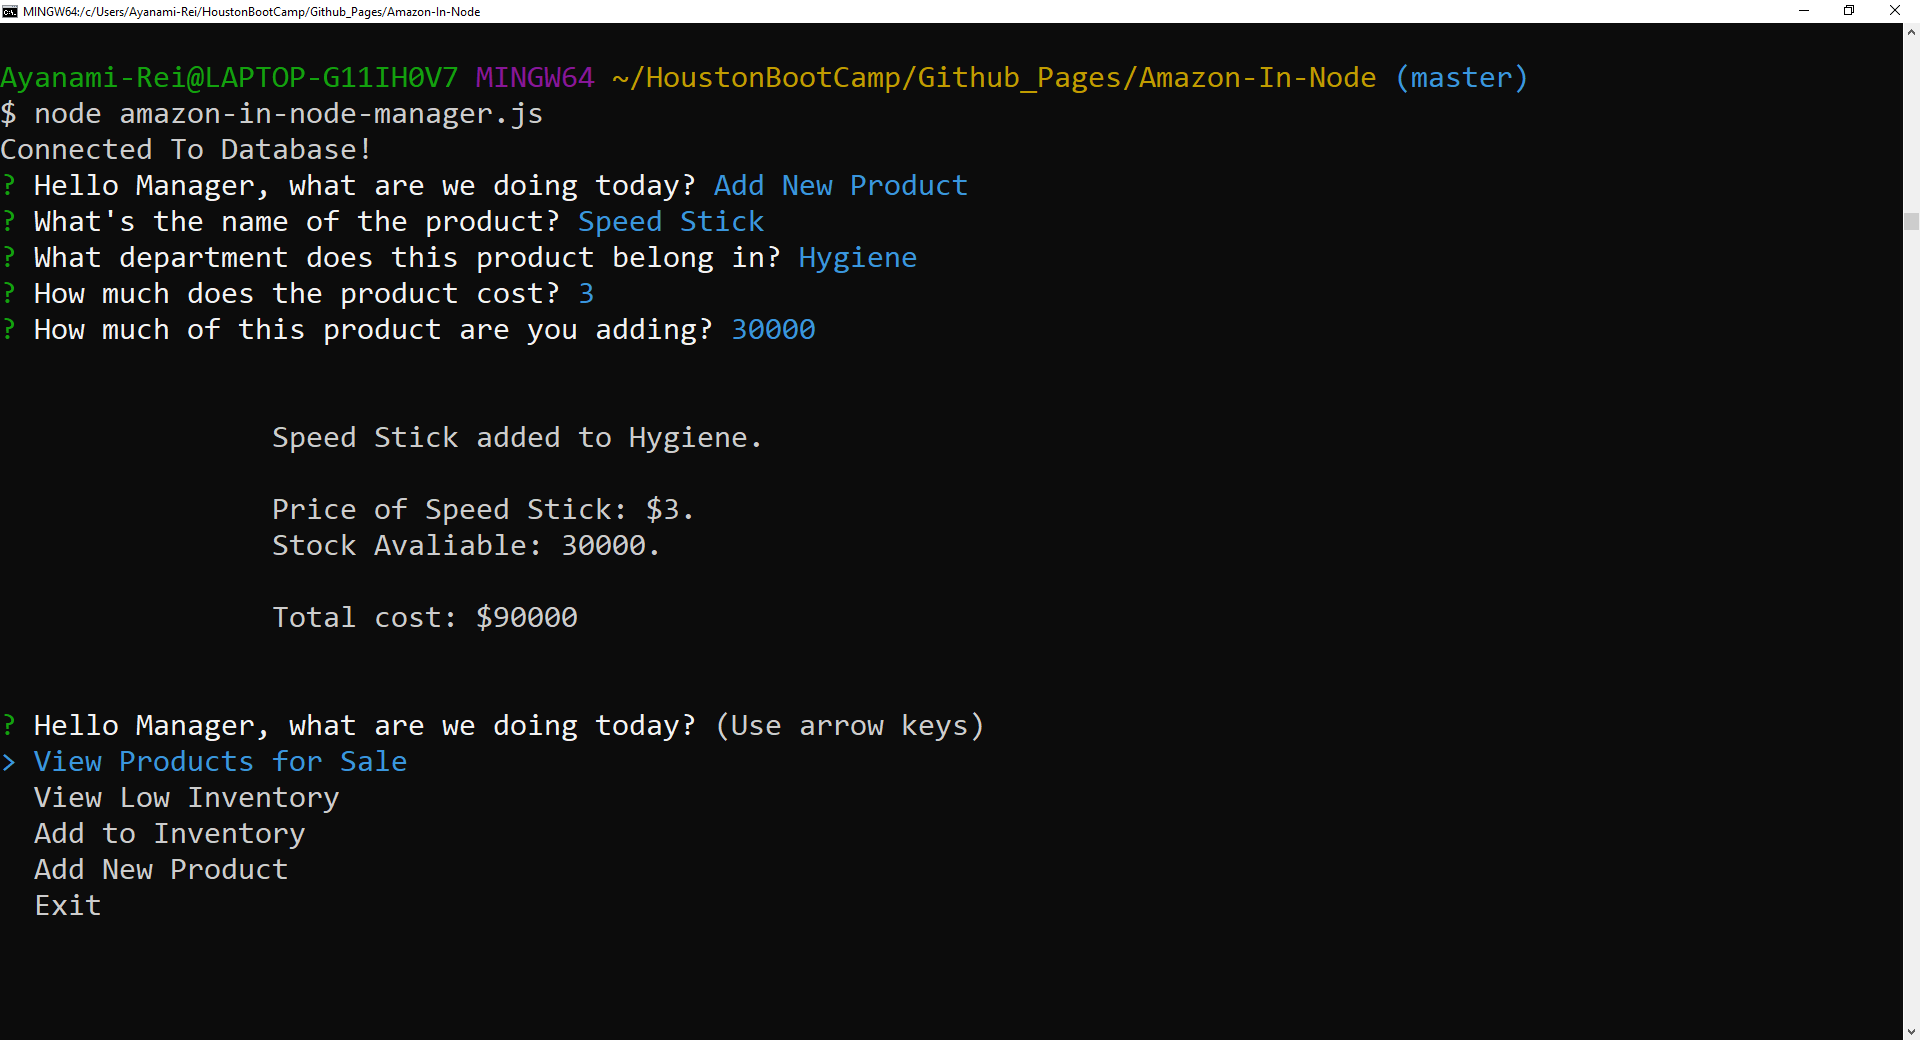 MINGW64:/c/Users/Ayanami-Rei/HoustonBootCamp/Github_Pages/Amazon-In-Node
Ayanami-Rei@LAPTOP-G11IH0V7 MINGW64 ~/HoustonBootCamp/Github_Pages/Amazon-In-Node (master)
$ node amazon-in-node-manager.js
Connected To Database!
? Hello Manager, what are we doing today? Add New Product
? What's the name of the product? Speed Stick
? What department does this product belong in? Hygiene
? How much does the product cost? 3
? How much of this product are you adding? 30000
Speed Stick added to Hygiene.
Price of Speed Stick: $3.
Stock Avaliable: 30000.
Total cost: $90000
? Hello Manager, what are we doing today? (Use arrow keys)
> View Products for Sale
View Low Inventory
Add to Inventory
Add New Product
Exit